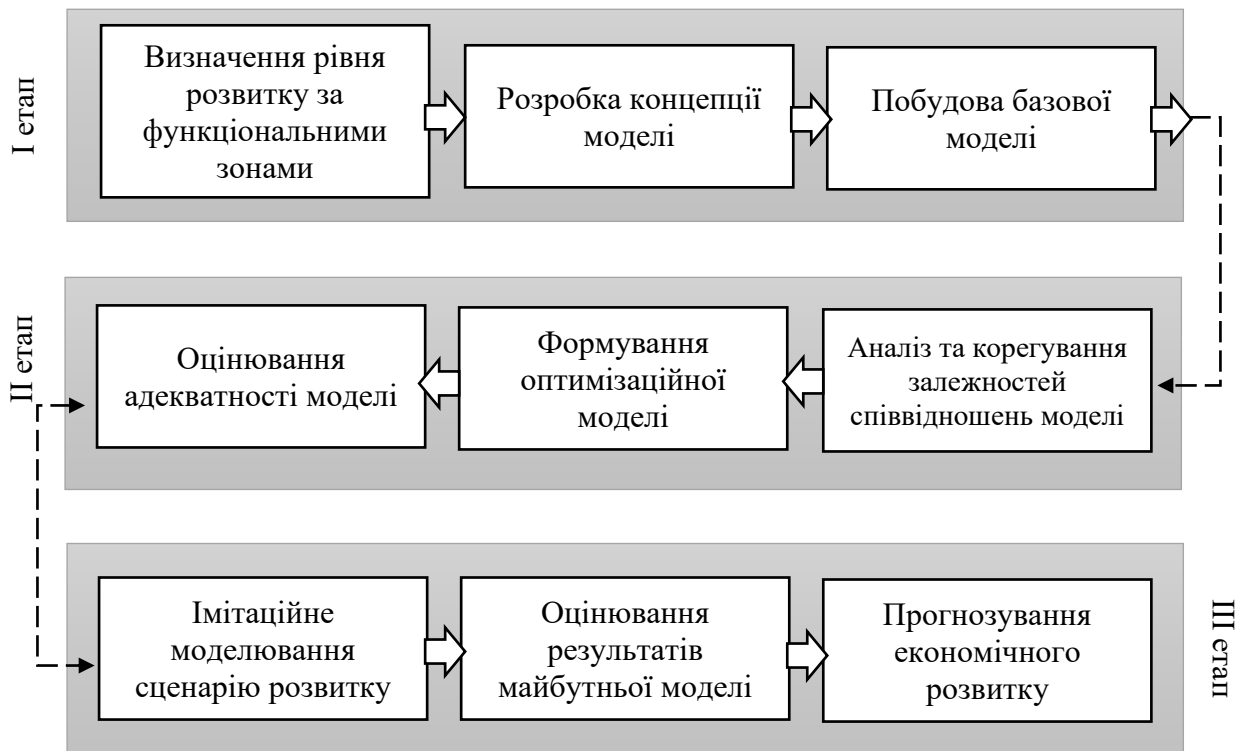 І етап
Визначення рівня
розвитку за
функціональними
зонами
Розробка концепції
моделі
Побудова базової
моделі
ІІ етап
Оцінювання
адекватності моделі
Формування
оптимізаційної
моделі
Аналіз та корегування
залежностей
співвідношень моделі
Імітаційне
моделювання
сценарію розвитку
Оцінювання
результатів
майбутньої моделі
Прогнозування
економічного
розвитку
ІІІ етап